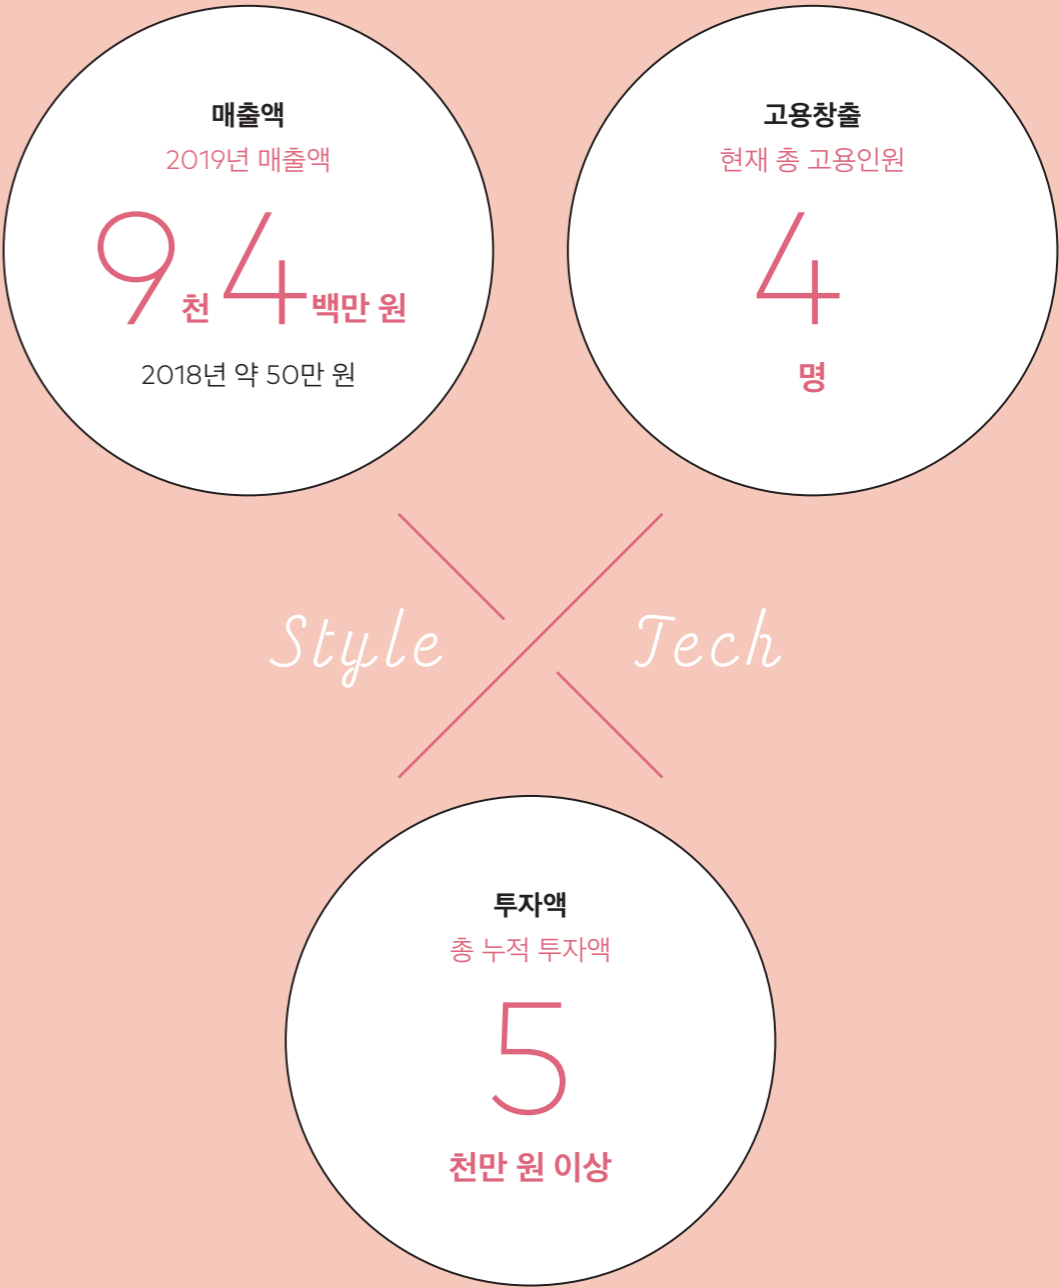 매출액
2019년 매출액
9천 4백만 원
2018년 약 50만 원
고용창출
현재 총 고용인원
4
명
Style Tech
투자액
총 누적 투자액
5
천만 원 이상